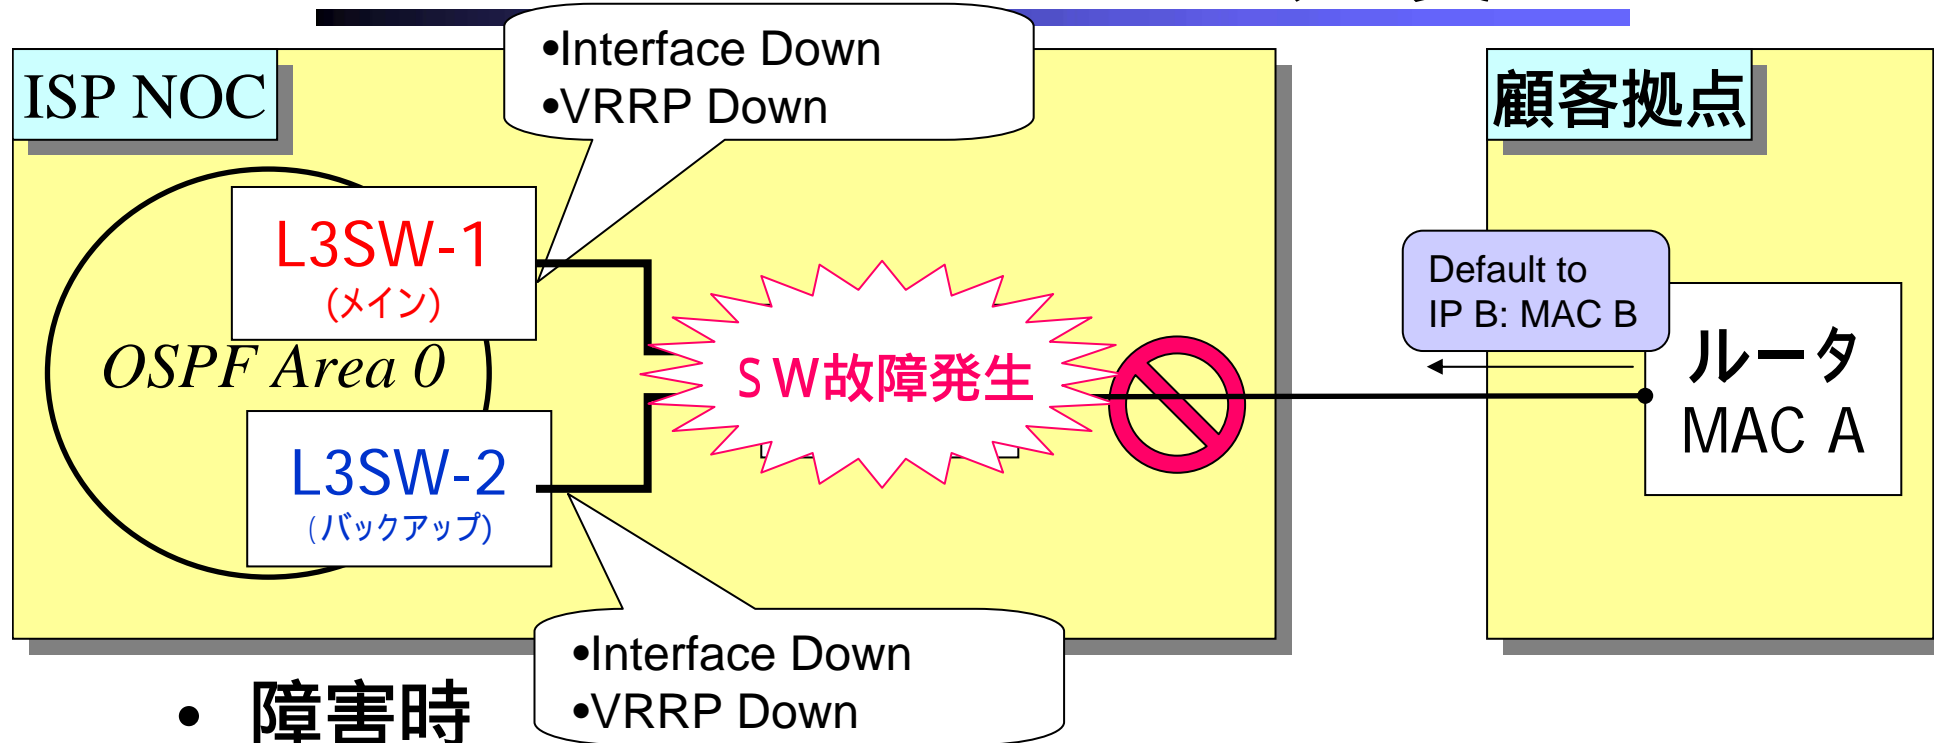 •Interface Down
•VRRP Down
ISP NOC
顧客拠点
L3SW-1
(メイン)
OSPF Area 0
L3SW-2
(バックアップ)
SW故障発生
Default to
IP B: MAC B
ルータ
MAC A
•Interface Down
•VRRP Down
• 障害時